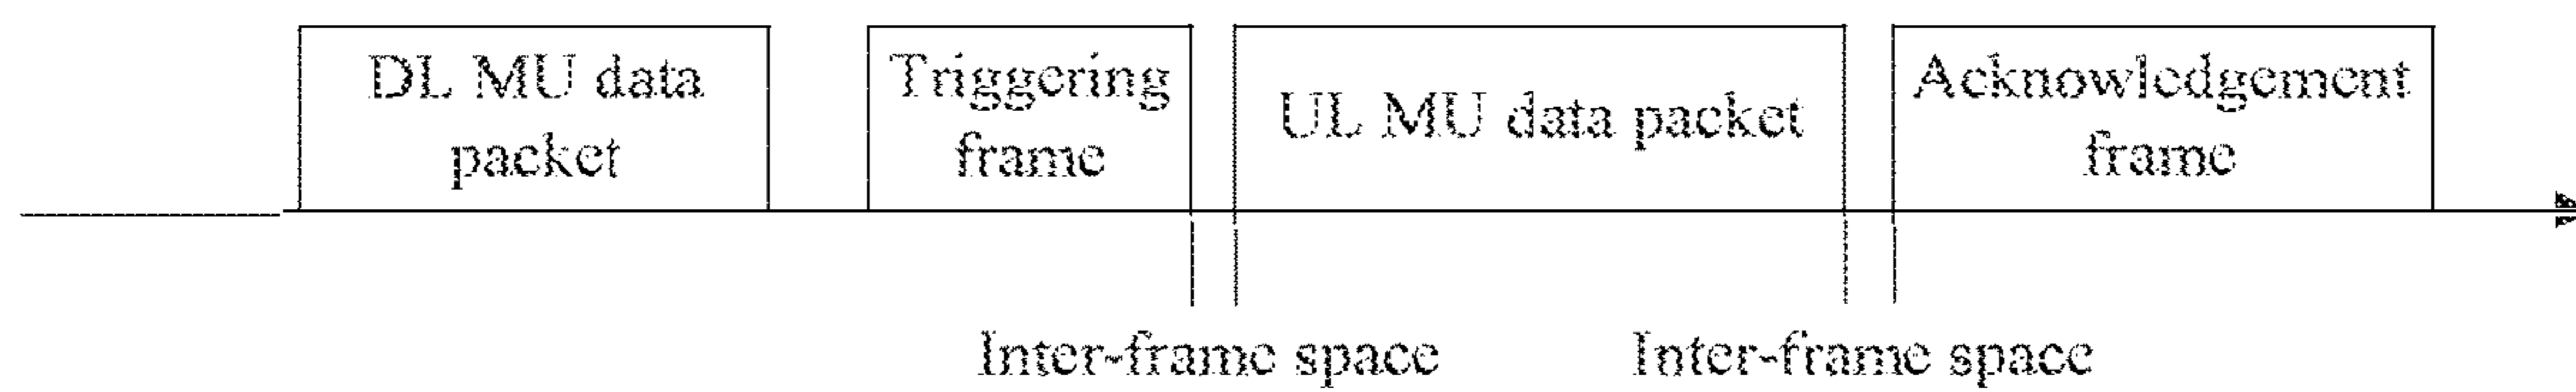 DL MU data
packet
Triggering
frame
UL MU data packet
Acknowledgement
frame
Inter-frame space
Inter-frame space